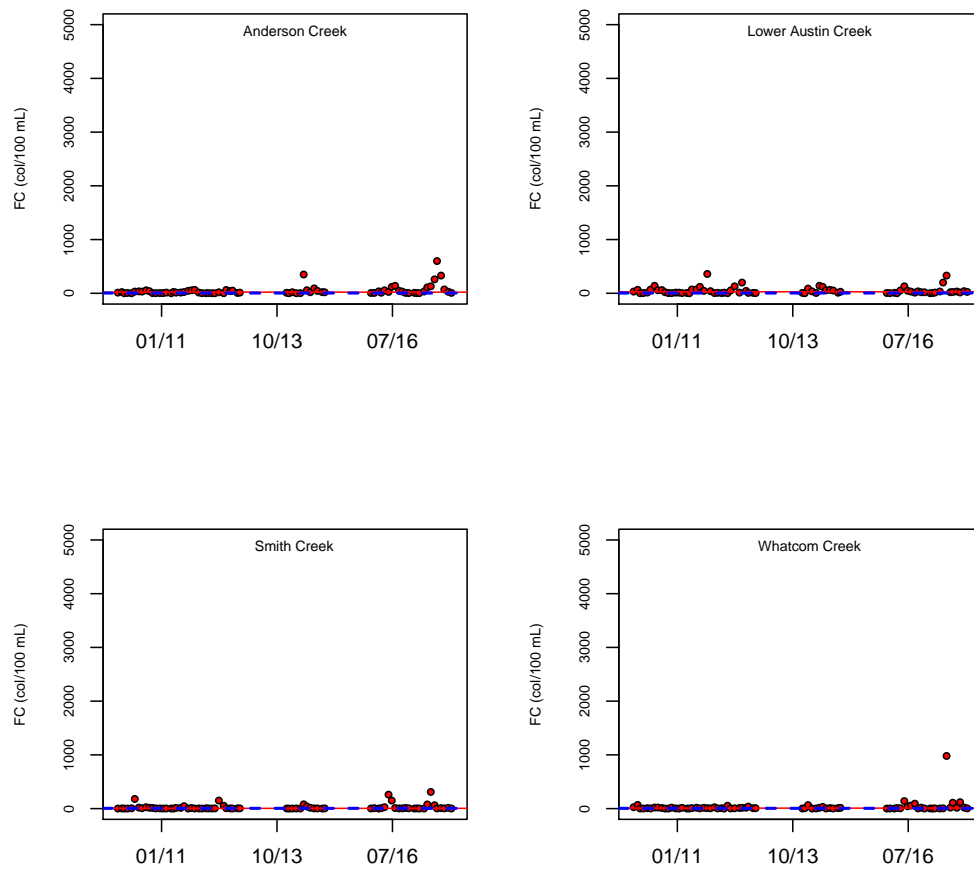 Anderson Creek
5000
4000
3000
2000
1000
0
FC (col/100 mL)
01/11 10/13 07/16
Lower Austin Creek
5000
4000
3000
2000
1000
0
FC (col/100 mL)
01/11 10/13 07/16
Smith Creek
5000
4000
3000
2000
1000
0
FC (col/100 mL)
01/11 10/13 07/16
Whatcom Creek
5000
4000
3000
2000
1000
0
FC (col/100 mL)
01/11 10/13 07/16